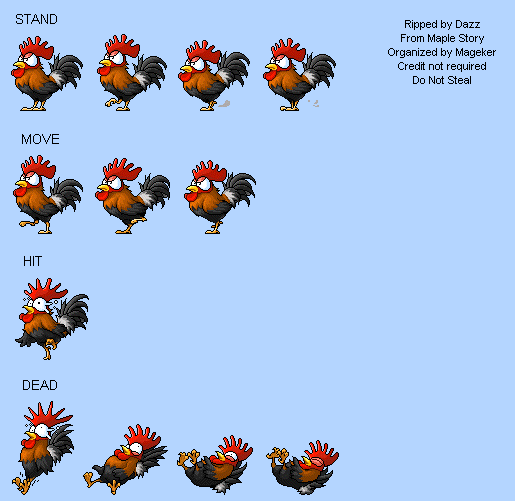 STAND
Ripped by Dazz
From Maple Story
Organized by Mageker
Credit not required
Do Not Steal
MOVE
HIT
DEAD